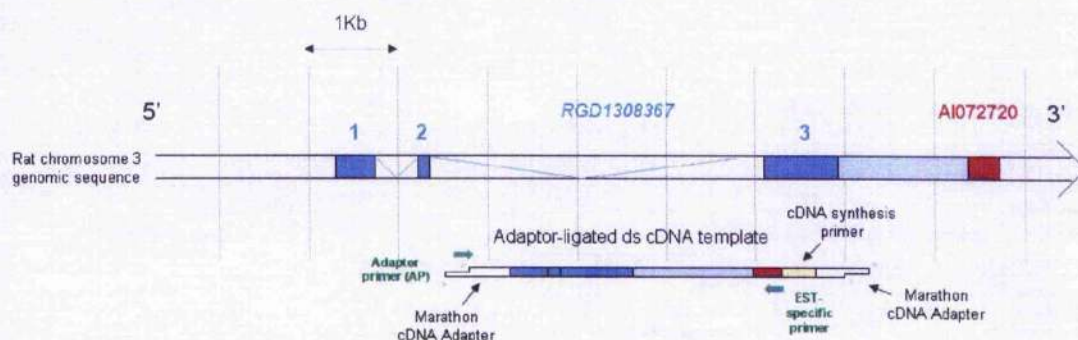 1Kb
5'
RGD1308367
AI072720
3'
1
2
3
Rat chromosome 3
genomic sequence
cDNA synthesis
primer
Adaptor-ligated ds cDNA template
Adapter
primer (AP)
Marathon
cDNA Adapter
EST-
specific
primer
Marathon
cDNA Adapter